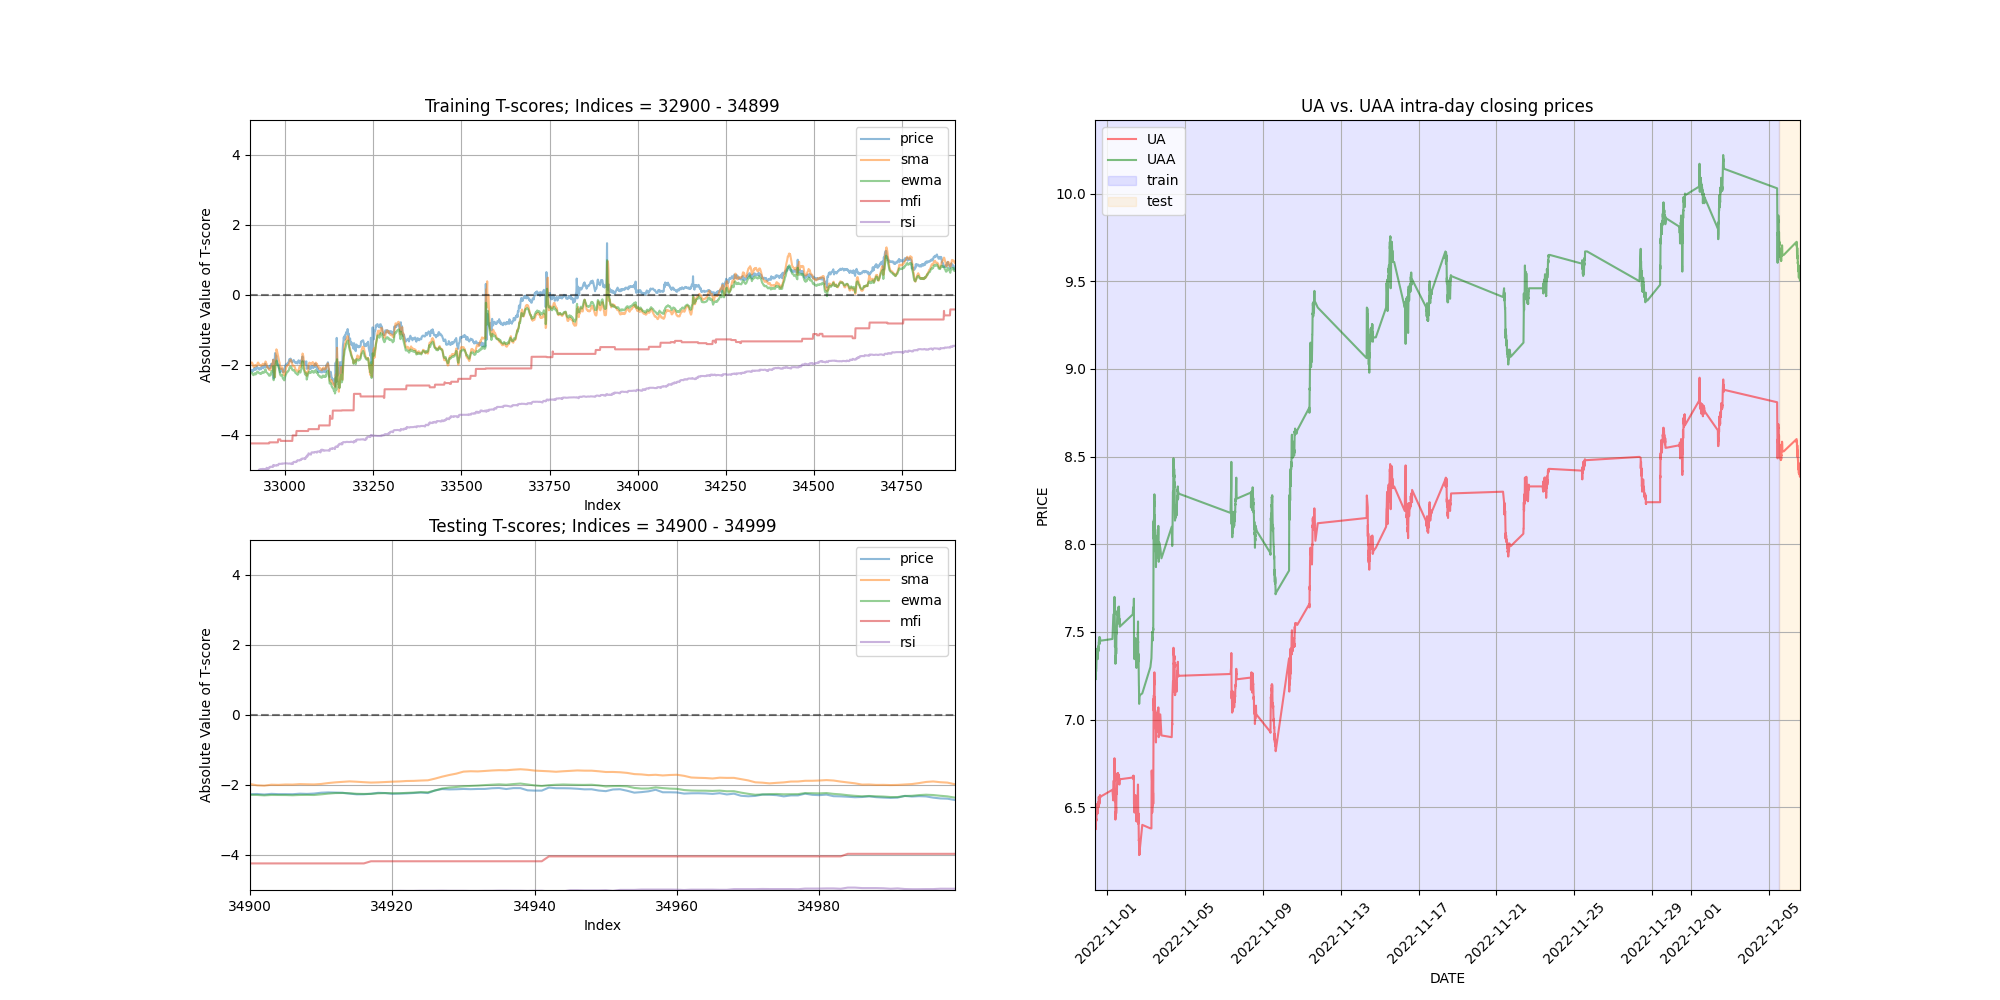 Training T-scores; Indices = 32900 - 34899
Absolute Value of T-score
4
2
0
−2
−4
price
sma
ewma
mfi
rsi
33000 33250 33500 33750 34000 34250 34500 34750
Index
Testing T-scores; Indices = 34900 - 34999
Absolute Value of T-score
4
2
0
−2
−4
price
sma
ewma
mfi
rsi
34900 34920 34940 34960 34980
Index
UA vs. UAA intra-day closing prices
PRICE
10.0
9.5
9.0
8.5
8.0
7.5
7.0
6.5
UA
UAA
train
test
2022-11-01 2022-11-05 2022-11-09 2022-11-13 2022-11-17 2022-11-21 2022-11-25 2022-11-29 2022-12-01 2022-12-05
DATE